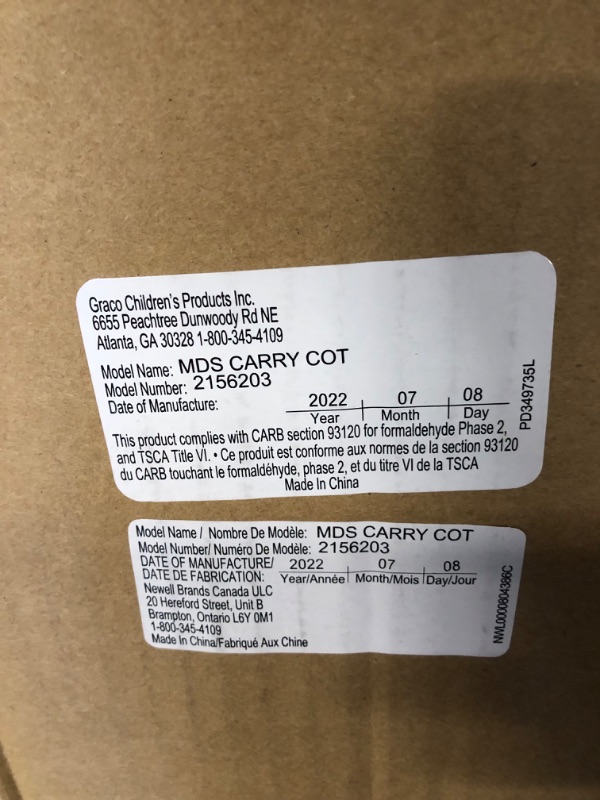 Graco Children's Products Inc.
6655 Peachtree Dunwoody Rd NE
Atlanta, GA 30328 1-800-345-4109
Model Name: MDS CARRY COT
Model Number: 2156203
Date of Manufacture: 2022 07 08
Year Month Day
This product complies with CARB section 93120 for formaldehyde Phase 2,
and TSCA Title VI. • Ce produit est conforme aux normes de la section 93120
du CARB touchant le formaldéhyde, phase 2, et du titre VI de la TSCA
Made In China
PD349735L
Model Name / Nombre De Modèle: MDS CARRY COT
Model Number/ Numéro De Modèle: 2156203
DATE OF MANUFACTURE/ 2022 07 08
DATE DE FABRICATION: Year/Année Month/Mois Day/Jour
Newell Brands Canada ULC
20 Hereford Street, Unit B
Brampton, Ontario L6Y 0M1
1-800-345-4109
Made In China/Fabriqué Aux Chine
NWL0000804386C